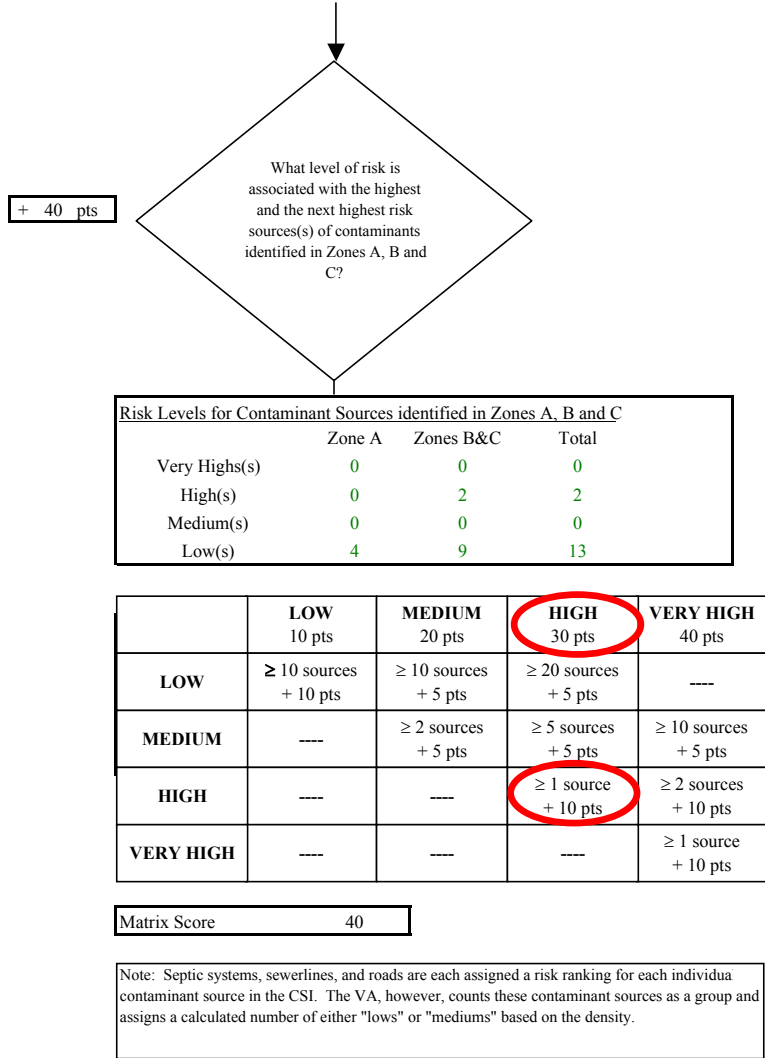 What level of risk is
associated with the highest
and the next highest risk
sources(s) of contaminants
identified in Zones A, B and
C?
+ 40 pts
Risk Levels for Contaminant Sources identified in Zones A, B and C
Zone A Zones B&C Total
Very Highs(s) 0 0 0
High(s) 0 2 2
Medium(s) 0 0 0
Low(s) 4 9 13
LOW MEDIUM HIGH VERY HIGH
10 pts 20 pts 30 pts 40 pts
LOW ≥ 10 sources ≥ 10 sources ≥ 20 sources ----
+ 10 pts + 5 pts + 5 pts
MEDIUM ---- ≥ 2 sources ≥ 5 sources ≥ 10 sources
+ 5 pts + 5 pts + 5 pts
HIGH ---- ---- ≥ 1 source ≥ 2 sources
+ 10 pts + 10 pts
VERY HIGH ---- ---- ---- ≥ 1 source
+ 10 pts
Matrix Score 40
Note: Septic systems, sewerlines, and roads are each assigned a risk ranking for each individua
contaminant source in the CSI. The VA, however, counts these contaminant sources as a group and
assigns a calculated number of either "lows" or "mediums" based on the density.